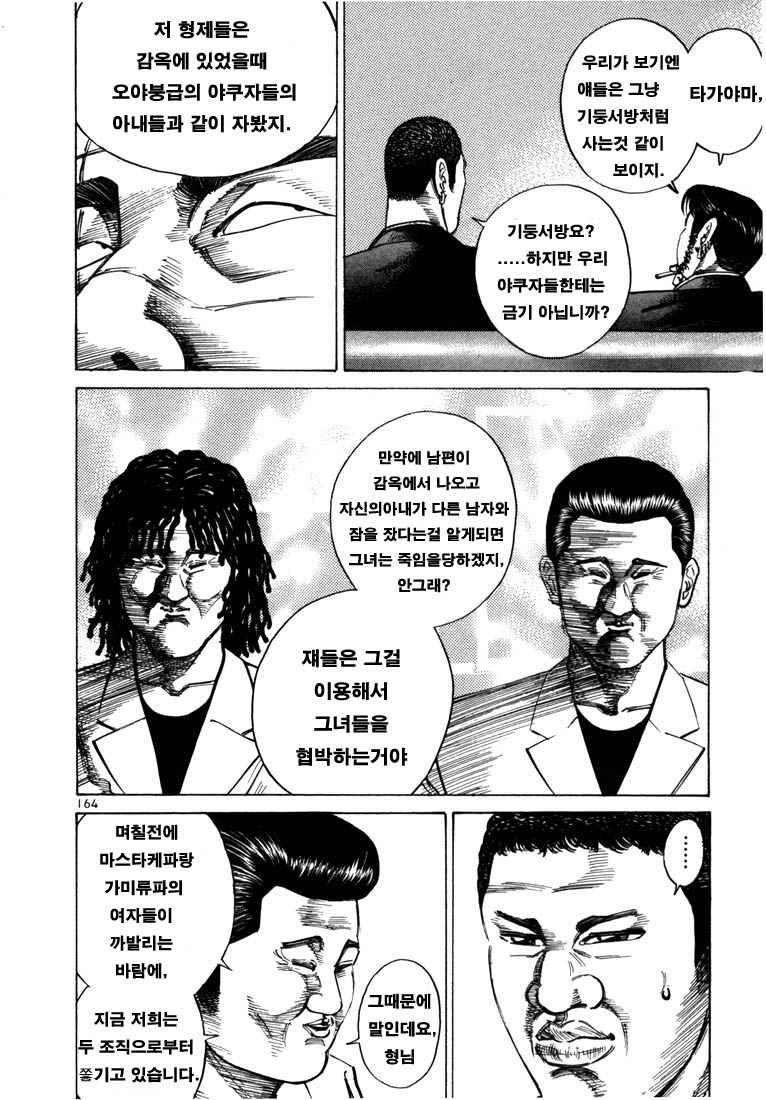 저 형제들은
감옥에 있었을때
오야붕급의 야쿠자들의
아내들과 같이 자봤지.
타가야마,
우리가 보기엔
애들은 그냥
기둥서방처럼
사는것 같이
보이지.
기둥서방요?
.....하지만 우리
야쿠자들한테는
금기 아닙니까?
만약에 남편이
감옥에서 나오고
자신의아내가 다른 남자와
잠을 잤다는걸 알게되면
그녀는 죽임을당하겠지,
안그래?
쟤들은 그걸
이용해서
그녀들을
협박하는거야
164
며칠전에
마스타케파랑
가미류파의
여자들이
까발리는
바람에,
지금 저희는
두 조직으로부터
쫓기고 있습니다.
그때문에
말인데요,
형님
......